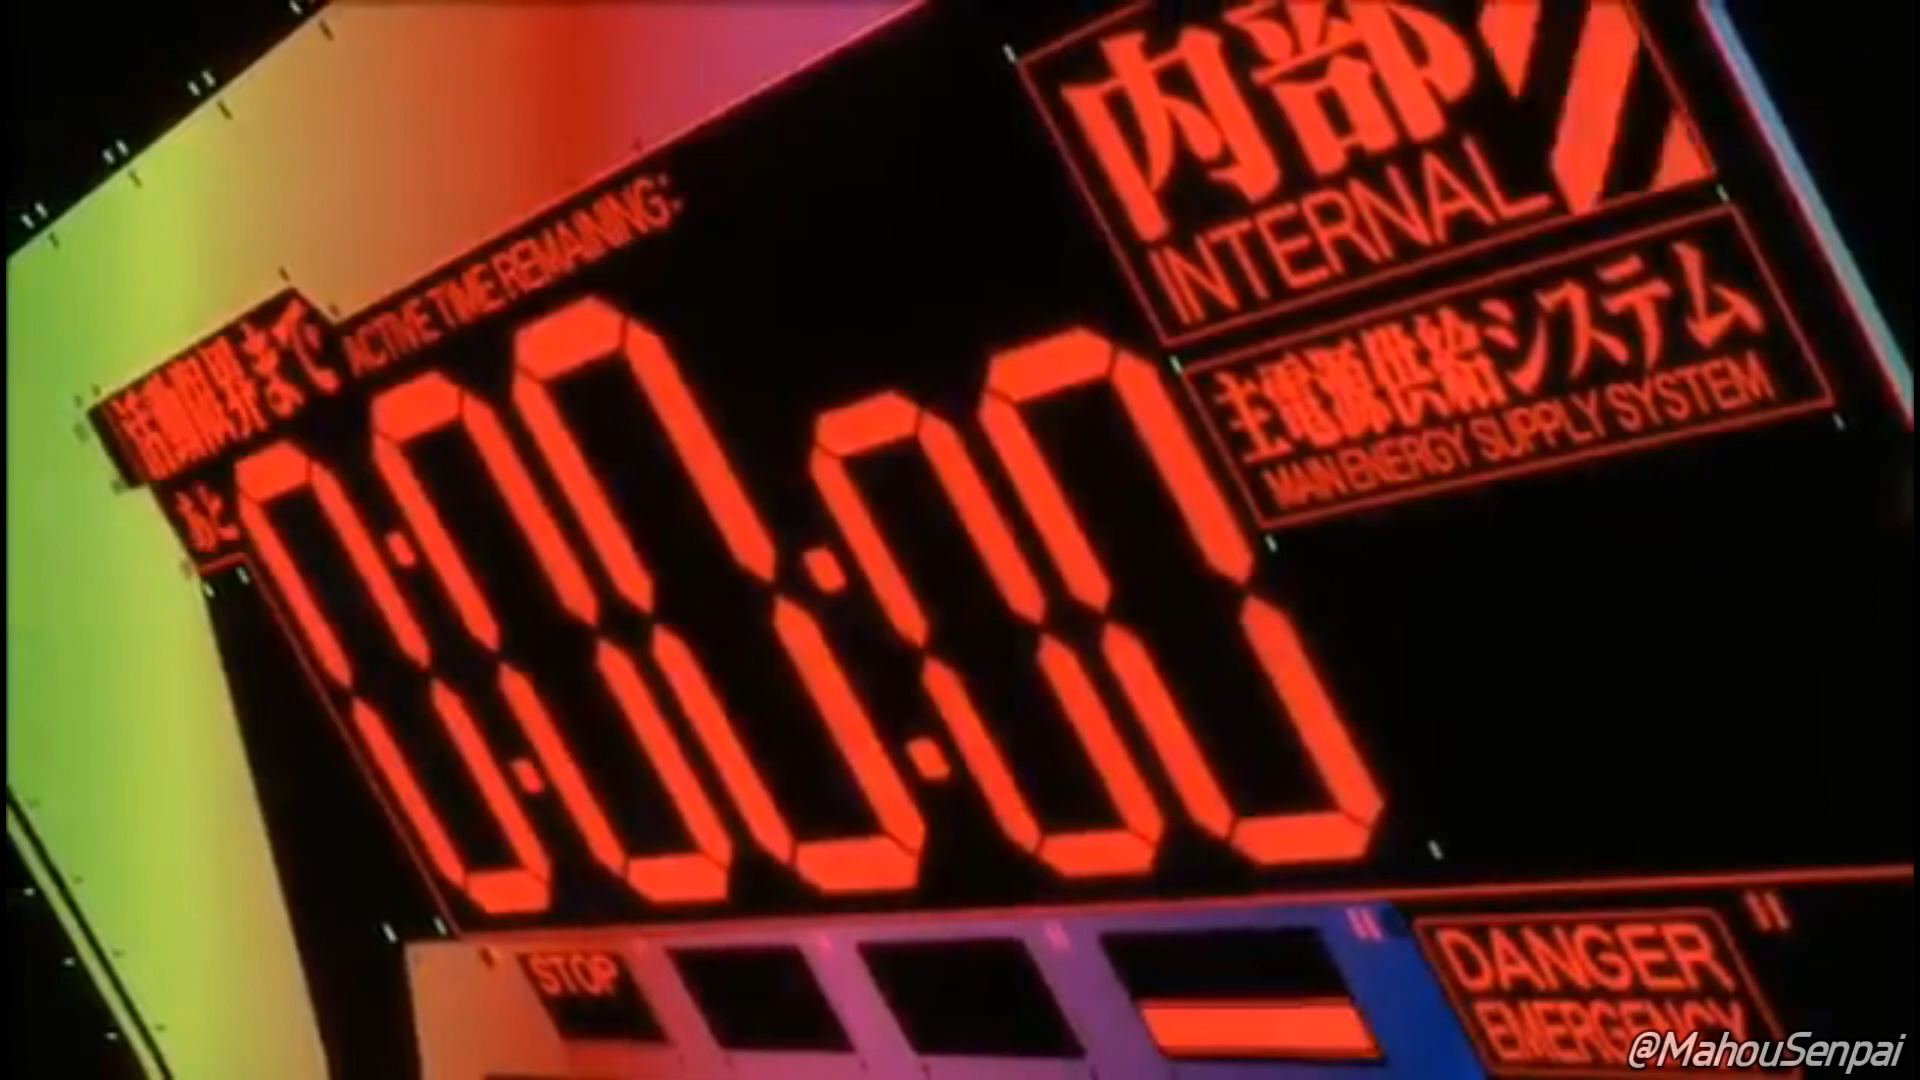 内部
INTERNAL
主電源供給システム
MAIN ENERGY SUPPLY SYSTEM
活動限界まで
ACTIVE TIME REMAINING:
あと
0:00:00
STOP
DANGER
EMERGENCY
@MahouSenpai